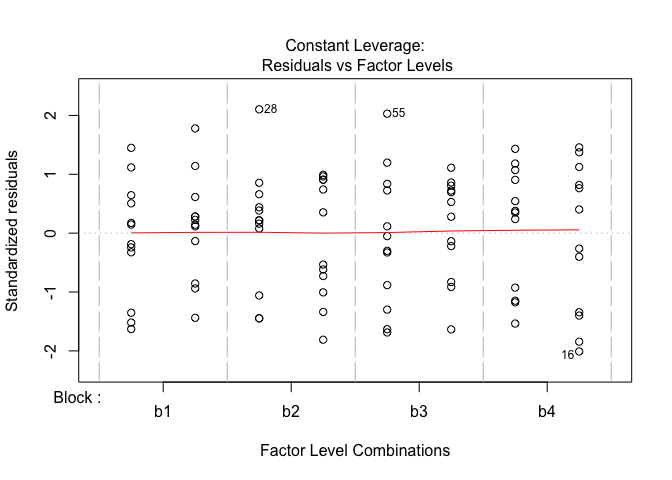 Constant Leverage:
Residuals vs Factor Levels
Standardized residuals
2
1
0
-1
-2
28
55
16
Block :
b1
b2
b3
b4
Factor Level Combinations